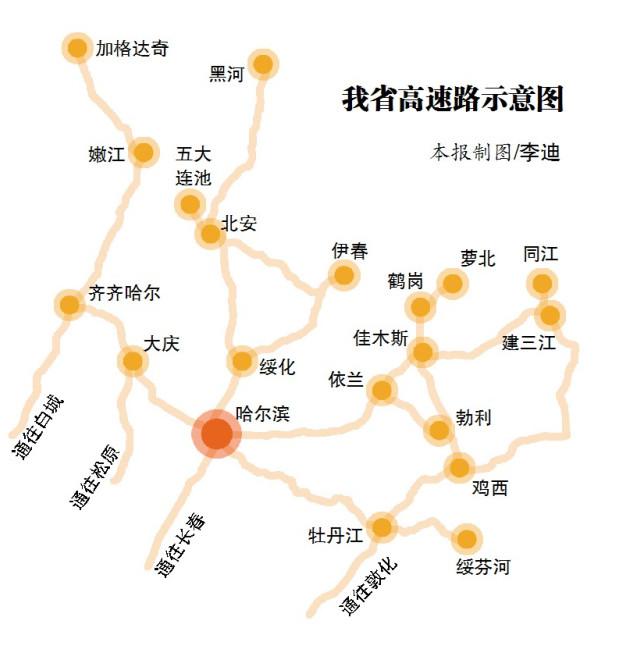 加格达奇
黑河
我省高速路示意图
本报制图/李迪
嫩江
五大
连池
北安
伊春
萝北
同江
鹤岗
齐齐哈尔
大庆
佳木斯
建三江
绥化
依兰
哈尔滨
勃利
通往白城
通往松原
鸡西
通往长春
牡丹江
绥芬河
通往敦化